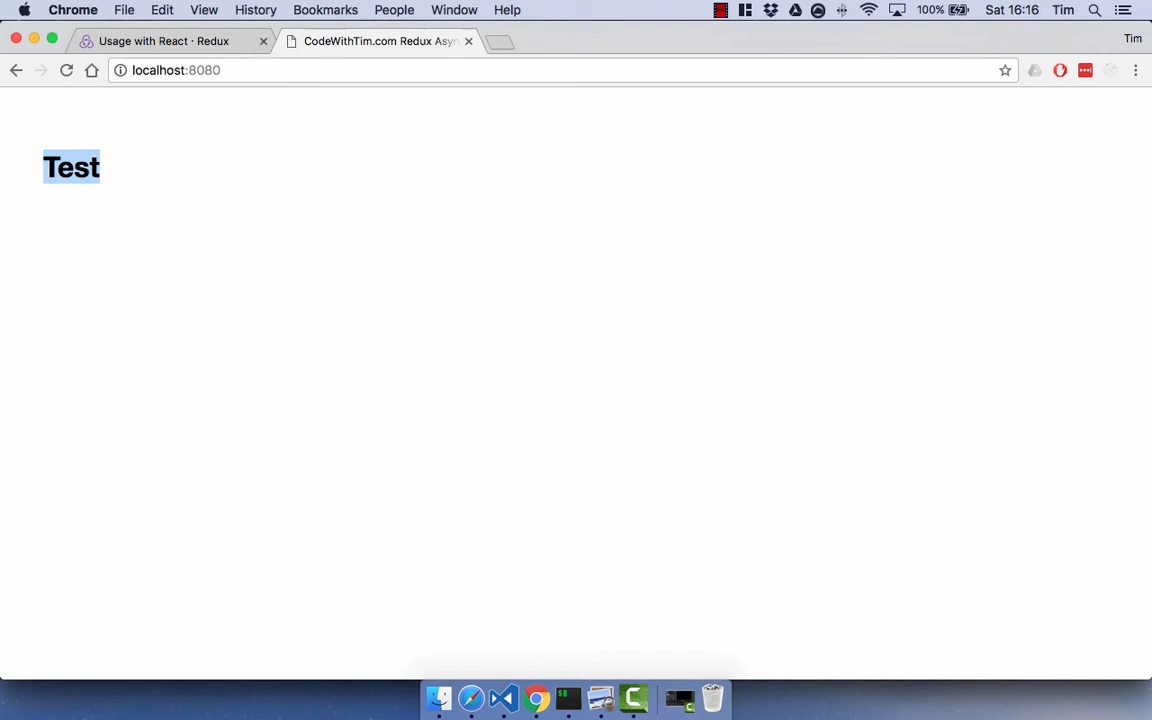 Chrome File Edit View History Bookmarks People Window Help 100% Sat 16:16 Tim
Usage with React · Redux CodeWithTim.com Redux Asyn Tim
localhost:8080
Test